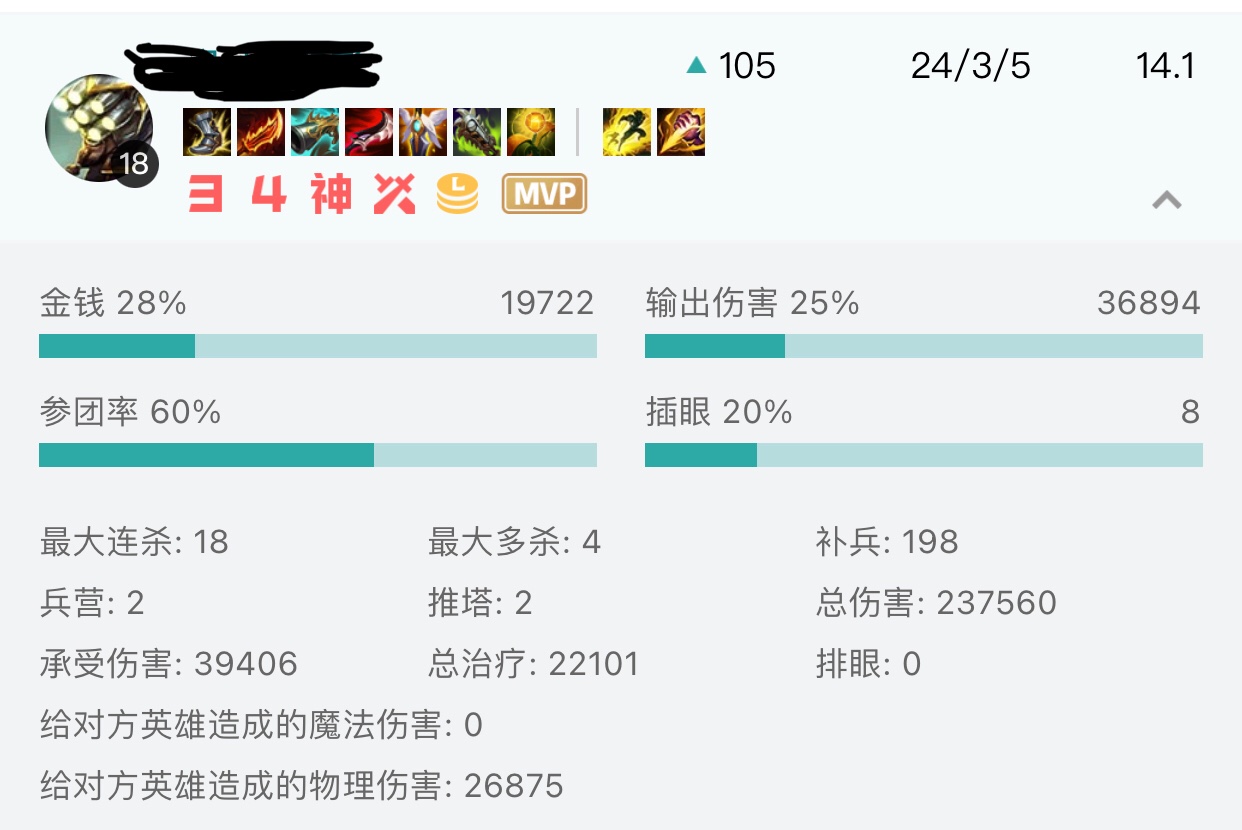 ▲ 105 24/3/5 14.1
18
3 4 神 L MVP
金钱 28% 19722
输出伤害 25% 36894
参团率 60%
插眼 20% 8
最大连杀: 18 最大多杀: 4 补兵: 198
兵营: 2 推塔: 2 总伤害: 237560
承受伤害: 39406 总治疗: 22101 排眼: 0
给对方英雄造成的魔法伤害: 0
给对方英雄造成的物理伤害: 26875